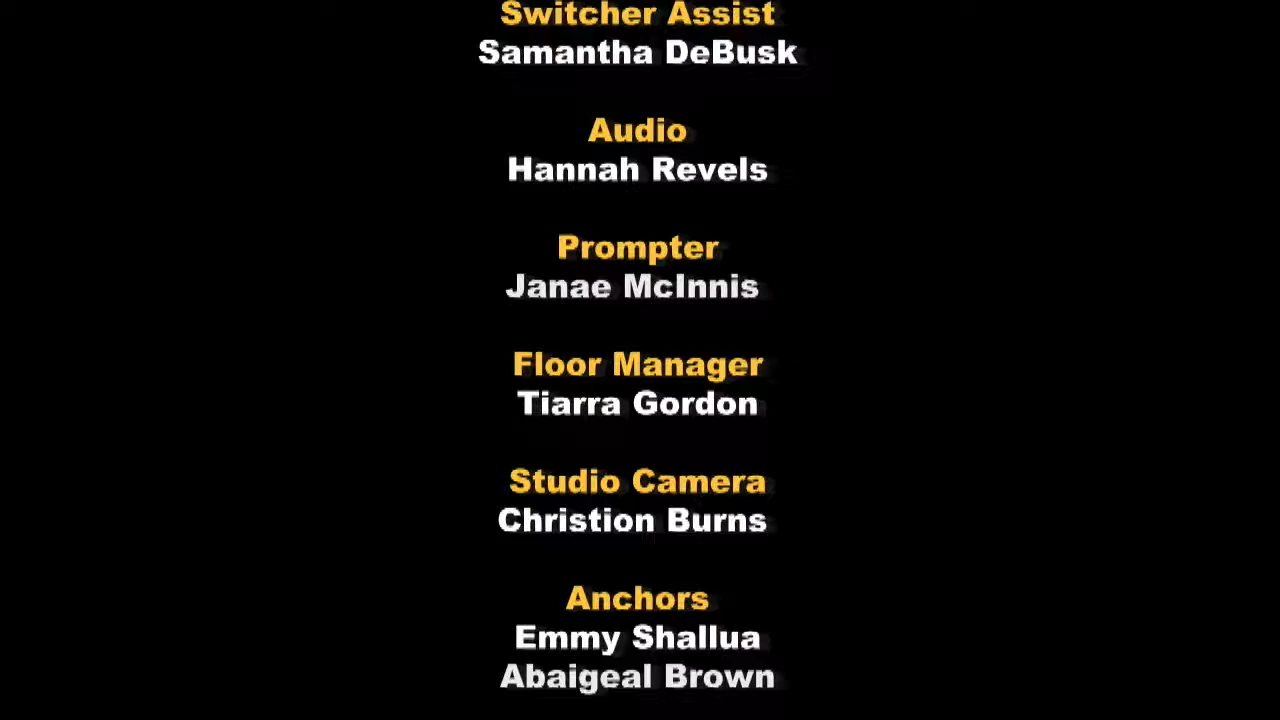 Switcher Assist
Samantha DeBusk
Audio
Hannah Revels
Prompter
Janae McInnis
Floor Manager
Tiarra Gordon
Studio Camera
Christion Burns
Anchors
Emmy Shallua
Abaigeal Brown